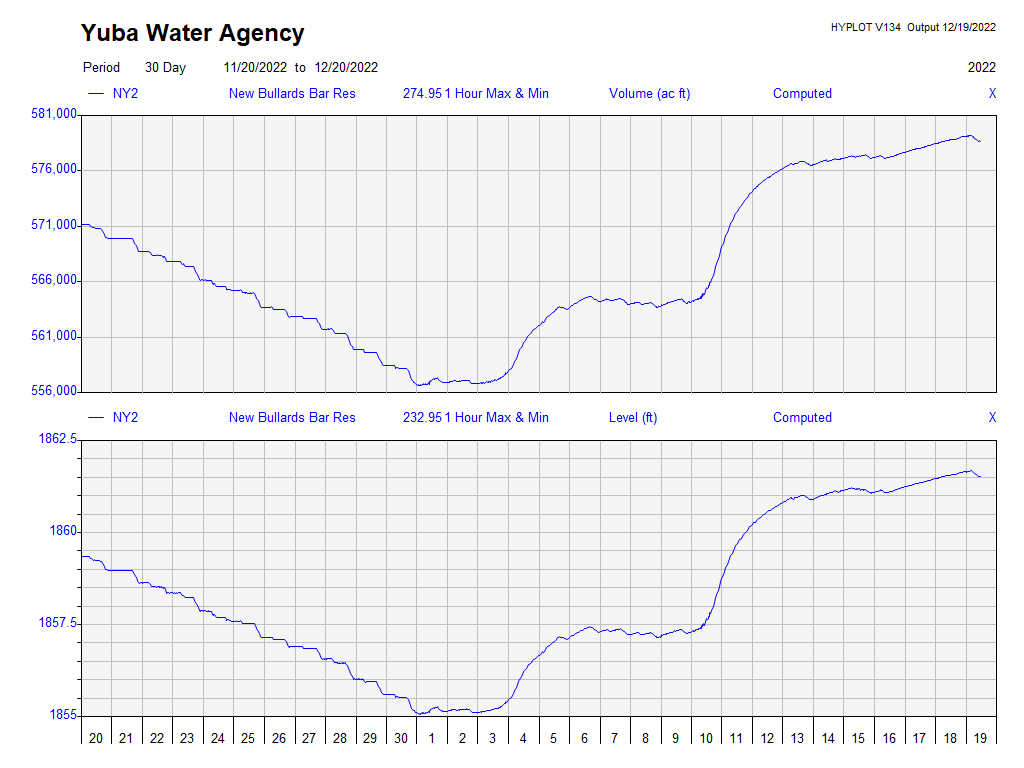 Yuba Water Agency
HYPLOT V134 Output 12/19/2022
Period 30 Day 11/20/2022 to 12/20/2022 2022
NY2 New Bullards Bar Res 274.95 1 Hour Max & Min Volume (ac ft) Computed X
581,000
576,000
571,000
566,000
561,000
556,000
NY2 New Bullards Bar Res 232.95 1 Hour Max & Min Level (ft) Computed X
1862.5
1860
1857.5
1855
20 21 22 23 24 25 26 27 28 29 30 1 2 3 4 5 6 7 8 9 10 11 12 13 14 15 16 17 18 19